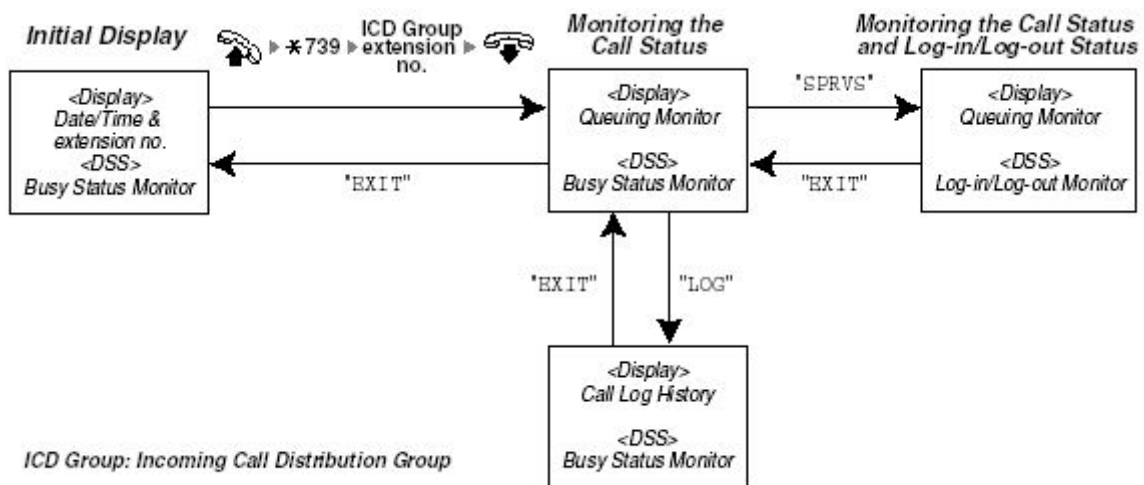 Initial Display
✱739
ICD Group
extension
no.
Monitoring the
Call Status
Monitoring the Call Status
and Log-in/Log-out Status
<Display>
Date/Time &
extension no.
<DSS>
Busy Status Monitor
"EXIT"
<Display>
Queuing Monitor
<DSS>
Busy Status Monitor
"SPRVS"
"EXIT"
<Display>
Queuing Monitor
<DSS>
Log-in/Log-out Monitor
"EXIT"
"LOG"
<Display>
Call Log History
<DSS>
Busy Status Monitor
ICD Group: Incoming Call Distribution Group